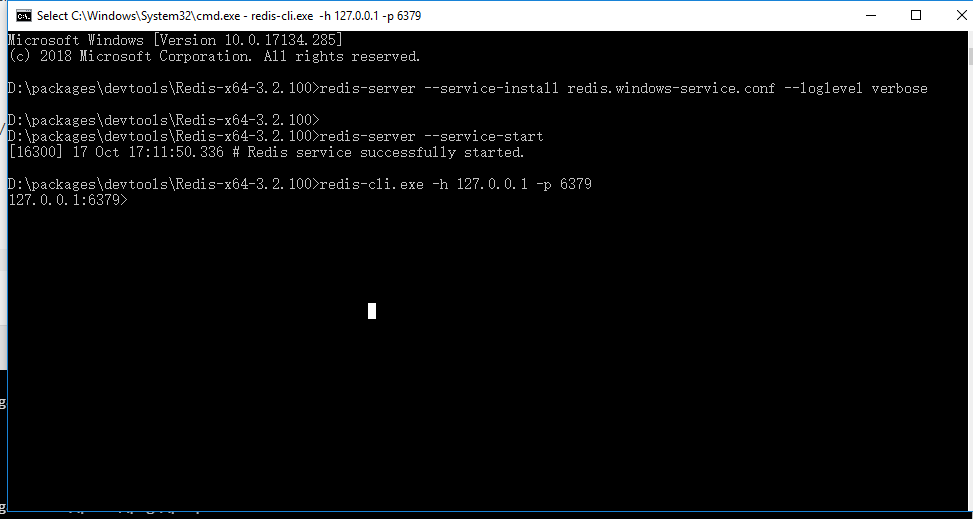 Select C:\Windows\System32\cmd.exe - redis-cli.exe  -h 127.0.0.1 -p 6379
Microsoft Windows [Version 10.0.17134.285]
(c) 2018 Microsoft Corporation. All rights reserved.
D:\packages\devtools\Redis-x64-3.2.100>redis-server --service-install redis.windows-service.conf --loglevel verbose
D:\packages\devtools\Redis-x64-3.2.100>
D:\packages\devtools\Redis-x64-3.2.100>redis-server --service-start
[16300] 17 Oct 17:11:50.336 # Redis service successfully started.
D:\packages\devtools\Redis-x64-3.2.100>redis-cli.exe -h 127.0.0.1 -p 6379
127.0.0.1:6379>